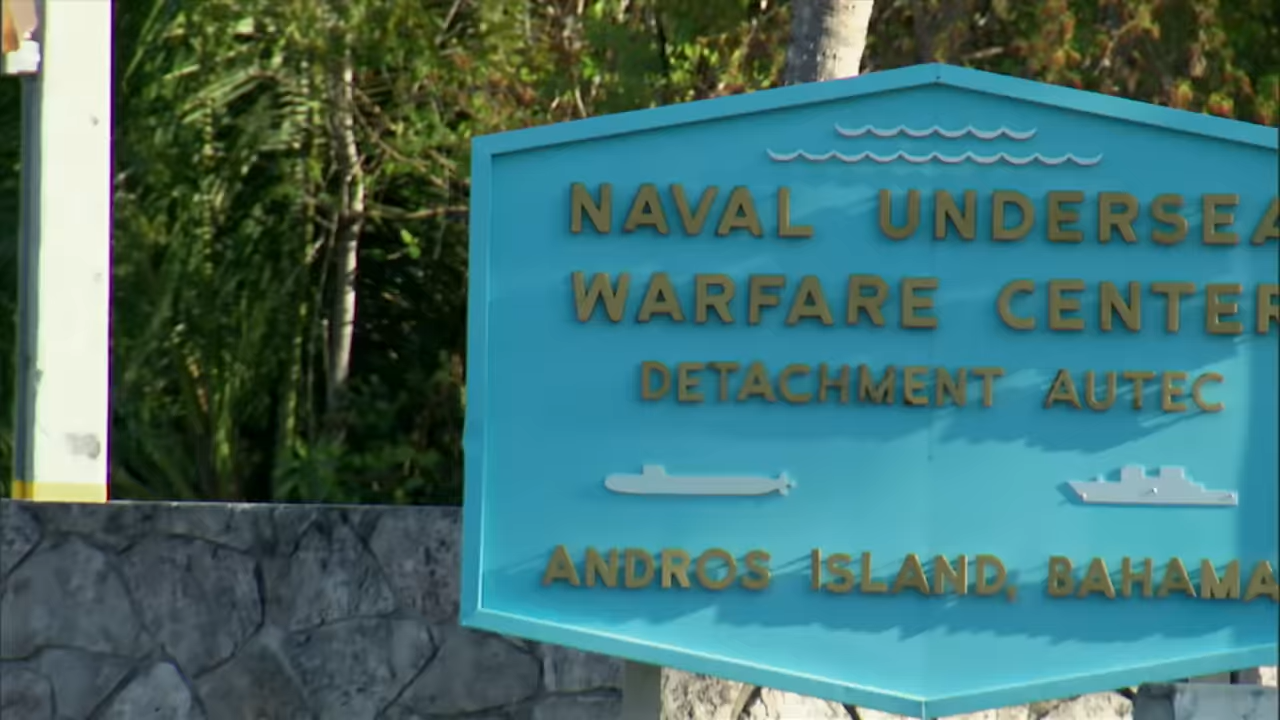 NAVAL UNDERSEA
WARFARE CENTER
DETACHMENT AUTEC
ANDROS ISLAND, BAHAMA